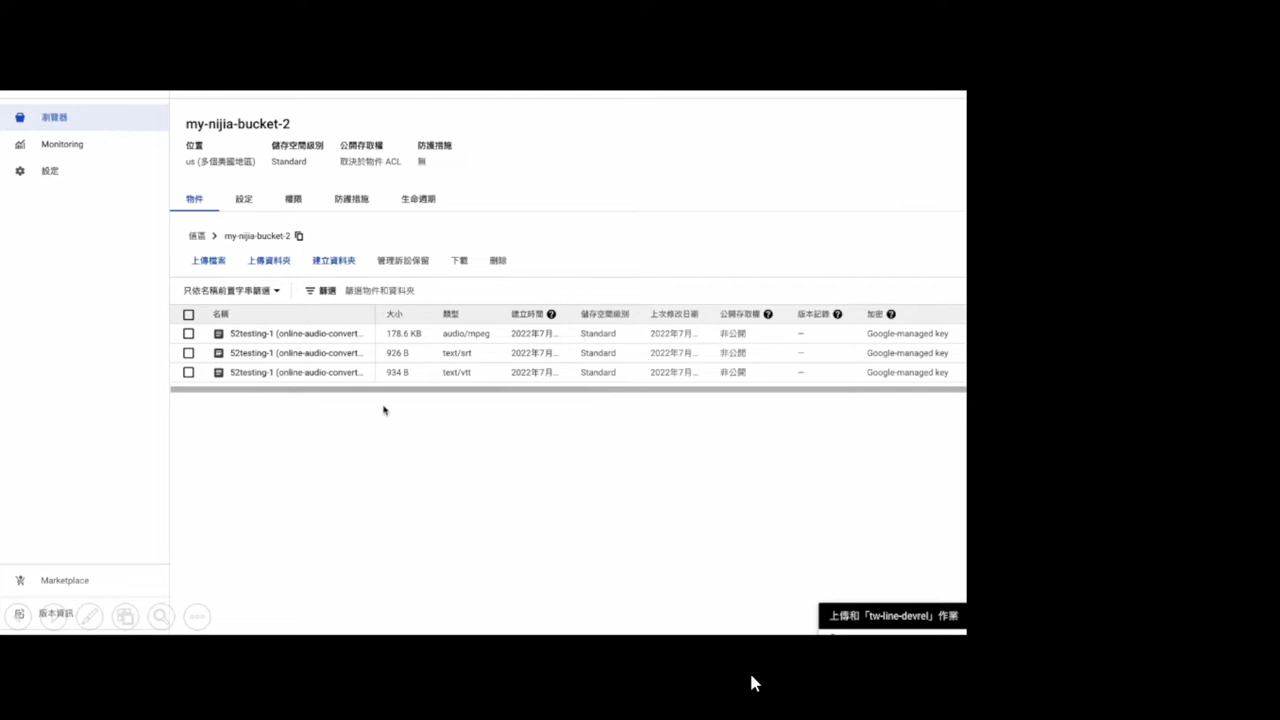 瀏覽器
Monitoring
設定
my-nijia-bucket-2
位置 儲存空間級別 公開存取權 防護措施
us (多個美國地區) Standard 取決於物件 ACL 無
物件 設定 權限 防護措施 生命週期
值區 > my-nijia-bucket-2
上傳檔案 上傳資料夾 建立資料夾 管理訴訟保留 下載 刪除
只依名稱前置字串篩選 篩選 篩選物件和資料夾
名稱 大小 類型 建立時間 儲存空間級別 上次修改日期 公開存取權 版本記錄 加密
52testing-1 (online-audio-convert... 178.6 KB audio/mpeg 2022年7月... Standard 2022年7月... 非公開 — Google-managed key
52testing-1 (online-audio-convert... 926 B text/srt 2022年7月... Standard 2022年7月... 非公開 — Google-managed key
52testing-1 (online-audio-convert... 934 B text/vtt 2022年7月... Standard 2022年7月... 非公開 — Google-managed key
Marketplace
版本資訊
上傳和「tw-line-devrel」作業